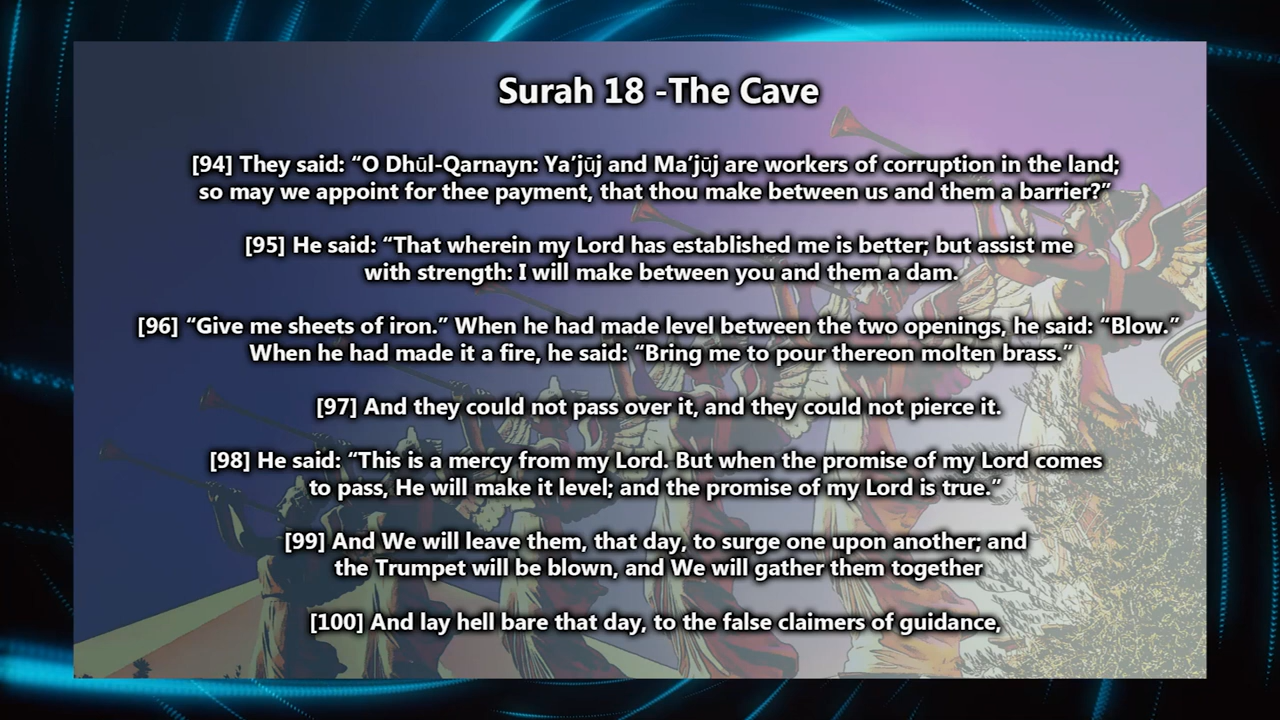 Surah 18 -The Cave
[94] They said: “O Dhūl-Qarnayn: Ya’jūj and Ma’jūj are workers of corruption in the land;
so may we appoint for thee payment, that thou make between us and them a barrier?”
[95] He said: “That wherein my Lord has established me is better; but assist me
with strength: I will make between you and them a dam.
[96] “Give me sheets of iron.” When he had made level between the two openings, he said: “Blow.”
When he had made it a fire, he said: “Bring me to pour thereon molten brass.”
[97] And they could not pass over it, and they could not pierce it.
[98] He said: “This is a mercy from my Lord. But when the promise of my Lord comes
to pass, He will make it level; and the promise of my Lord is true.”
[99] And We will leave them, that day, to surge one upon another; and
the Trumpet will be blown, and We will gather them together
[100] And lay hell bare that day, to the false claimers of guidance,